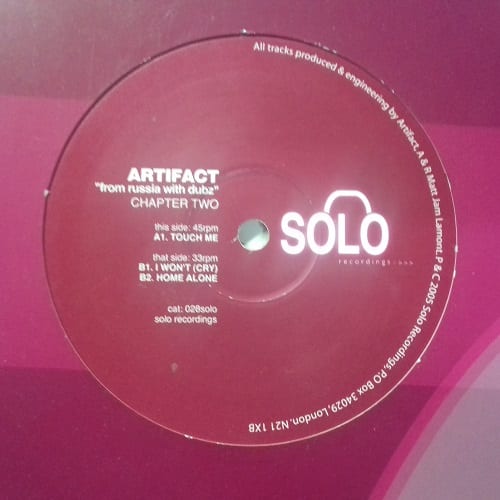 ARTIFACT
"from russia with dubz"
CHAPTER TWO
this side: 45rpm
A1. TOUCH ME
that side: 33rpm
B1. I WON'T (CRY)
B2. HOME ALONE
cat: 028solo
solo recordings
SOLO
recordings >>>
All tracks produced & engineering by Artifact, A & R Matt Jam Lamont. P & C 2005 Solo Recordings, P.O Box 34029, London, N21 1XB